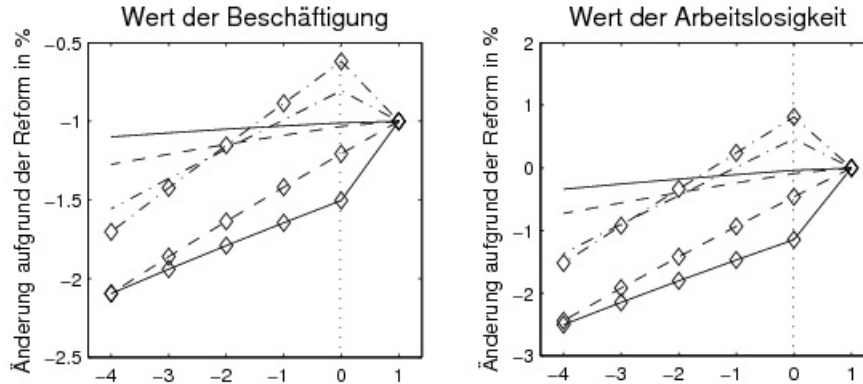 Wert der Beschäftigung
Änderung aufgrund der Reform in %
−0.5
−1
−1.5
−2
−2.5
−4 −3 −2 −1 0 1
Wert der Arbeitslosigkeit
Änderung aufgrund der Reform in %
2
1
0
−1
−2
−3
−4 −3 −2 −1 0 1